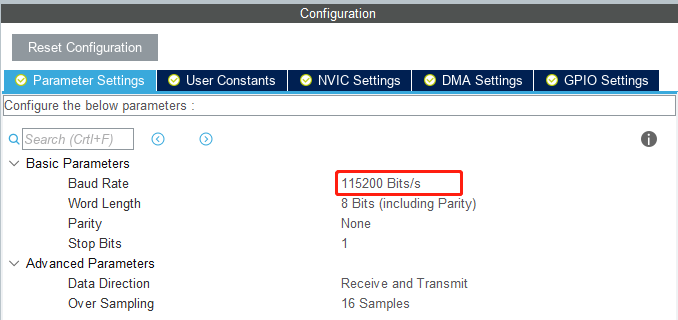 Configuration
Reset Configuration
Parameter Settings User Constants NVIC Settings DMA Settings GPIO Settings
Configure the below parameters :
Search (Crtl+F)
Basic Parameters
Baud Rate 115200 Bits/s
Word Length 8 Bits (including Parity)
Parity None
Stop Bits 1
Advanced Parameters
Data Direction Receive and Transmit
Over Sampling 16 Samples